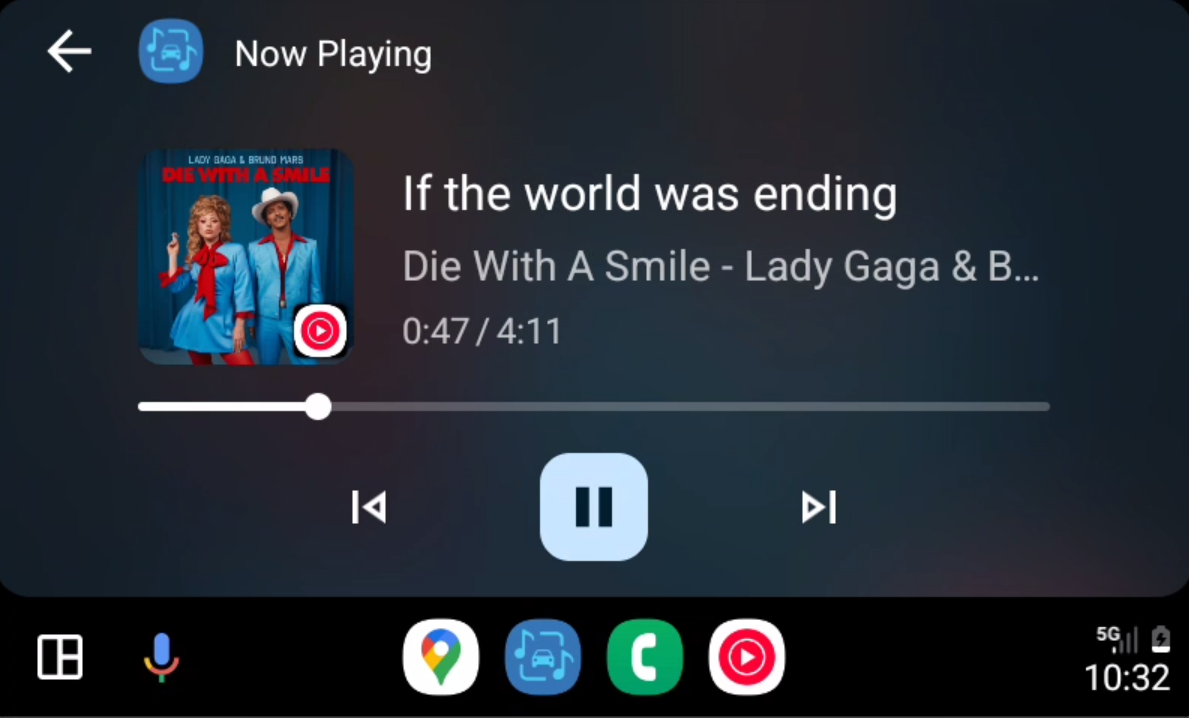 Now Playing
LADY GAGA & BRUNO MARS
DIE WITH A SMILE
If the world was ending
Die With A Smile - Lady Gaga & B...
0:47 / 4:11
5G
10:32